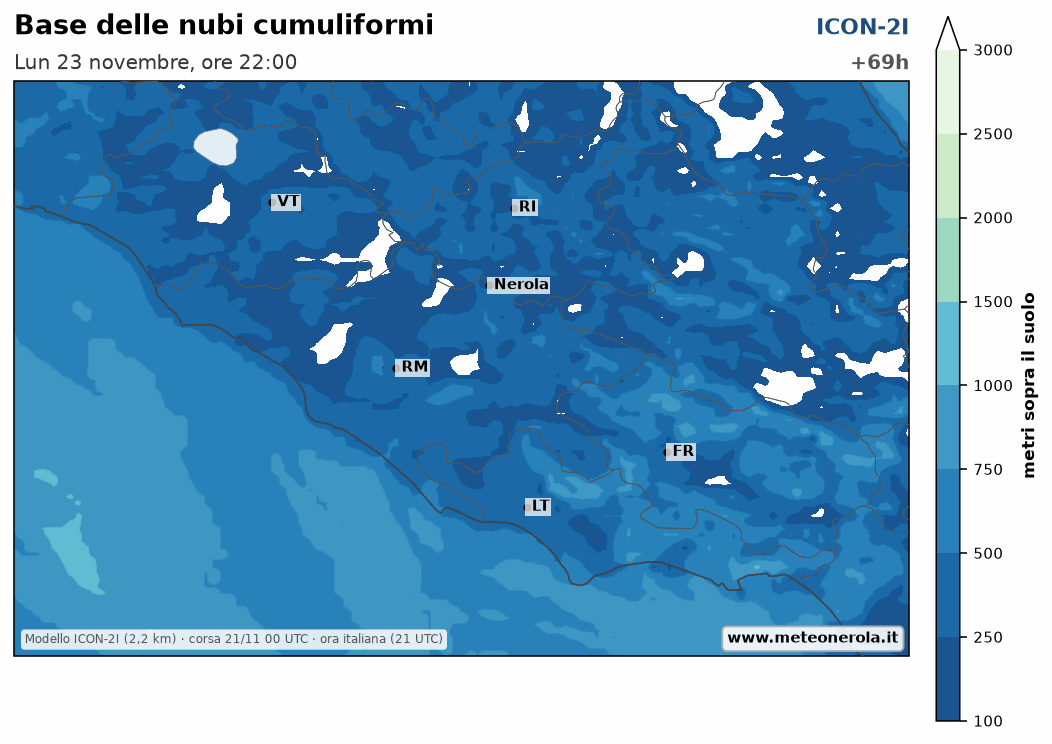 Base delle nubi cumuliformi
ICON-2I
Lun 23 novembre, ore 22:00
+69h
VT
RI
Nerola
RM
FR
LT
Modello ICON-2I (2,2 km) · corsa 21/11 00 UTC · ora italiana (21 UTC)
www.meteonerola.it
3000
2500
2000
1500
1000
750
500
250
100
metri sopra il suolo